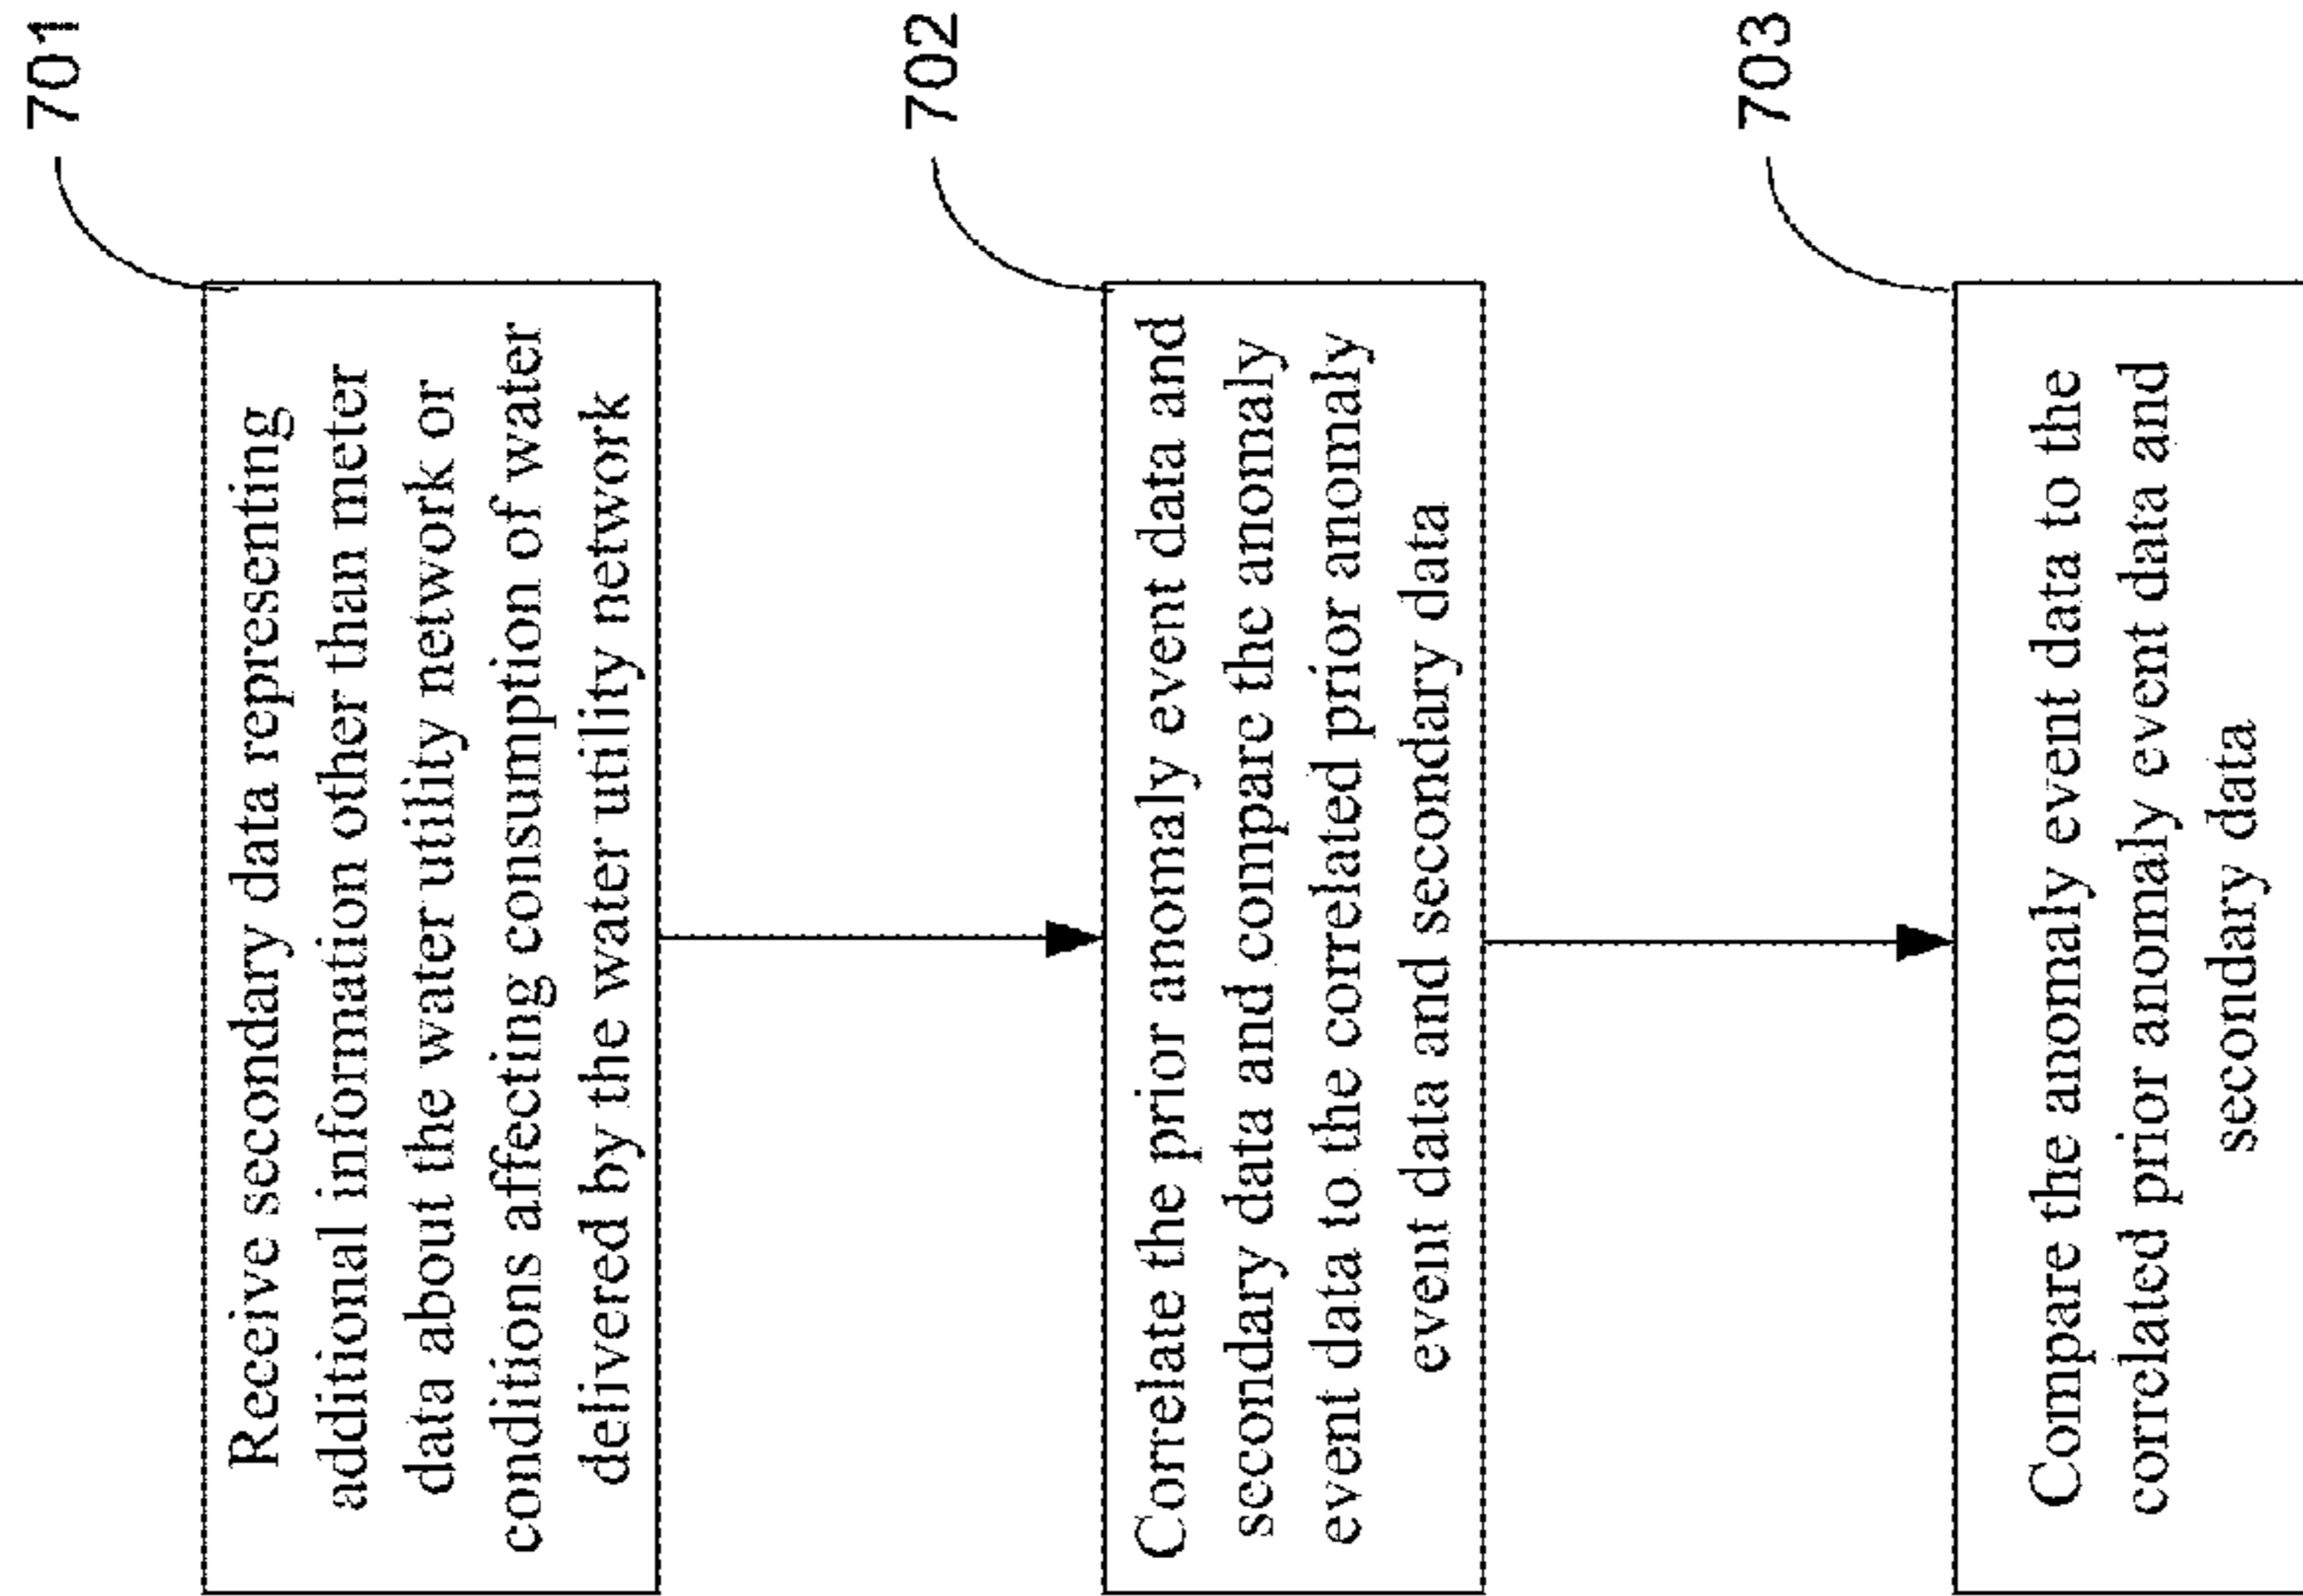 701
Receive secondary data representing
additional information other than meter
data about the water utility network or
conditions affecting consumption of water
delivered by the water utility network
702
Correlate the prior anomaly event data and
secondary data and compare the anomaly
event data to the correlated prior anomaly
event data and secondary data
703
Compare the anomaly event data to the
correlated prior anomaly event data and
secondary data